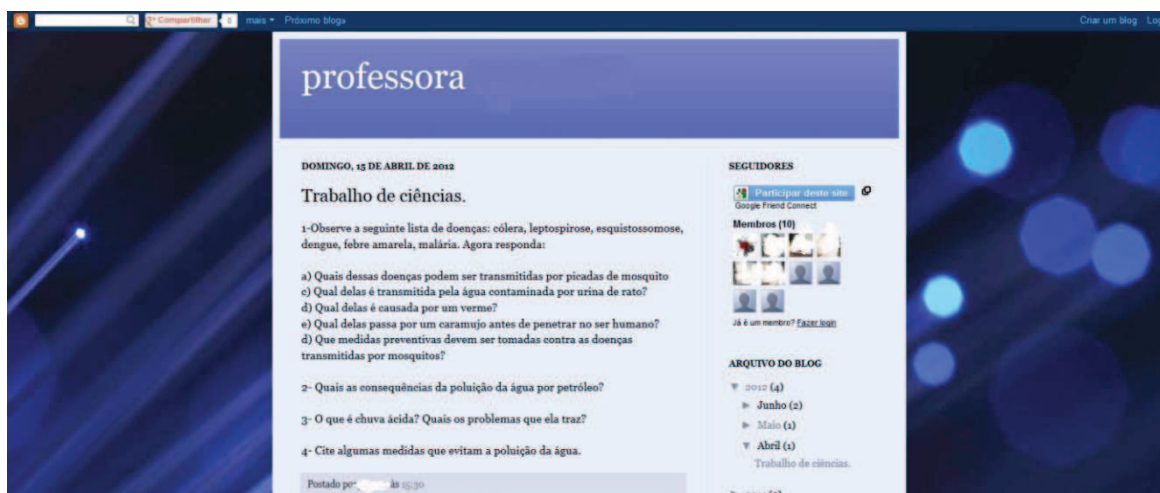 Compartilhar 8 mais Próximo blog» Criar um blog
professora
DOMINGO, 15 DE ABRIL DE 2012
Trabalho de ciências.
1-Observe a seguinte lista de doenças: cólera, leptospirose, esquistossomose,
dengue, febre amarela, malária. Agora responda:
a) Quais dessas doenças podem ser transmitidas por picadas de mosquito
c) Qual delas é transmitida pela água contaminada por urina de rato?
d) Qual delas é causada por um verme?
e) Qual delas passa por um caramujo antes de penetrar no ser humano?
d) Que medidas preventivas devem ser tomadas contra as doenças
transmitidas por mosquitos?
2- Quais as consequências da poluição da água por petróleo?
3- O que é chuva ácida? Quais os problemas que ela traz?
4- Cite algumas medidas que evitam a poluição da água.
Postado por às 15:30
SEGUIDORES
Participar deste site
Google Friend Connect
Membros (10)
Já é um membro? Fazer login
ARQUIVO DO BLOG
▼ 2012 (4)
► Junho (2)
► Maio (1)
▼ Abril (1)
Trabalho de ciências.